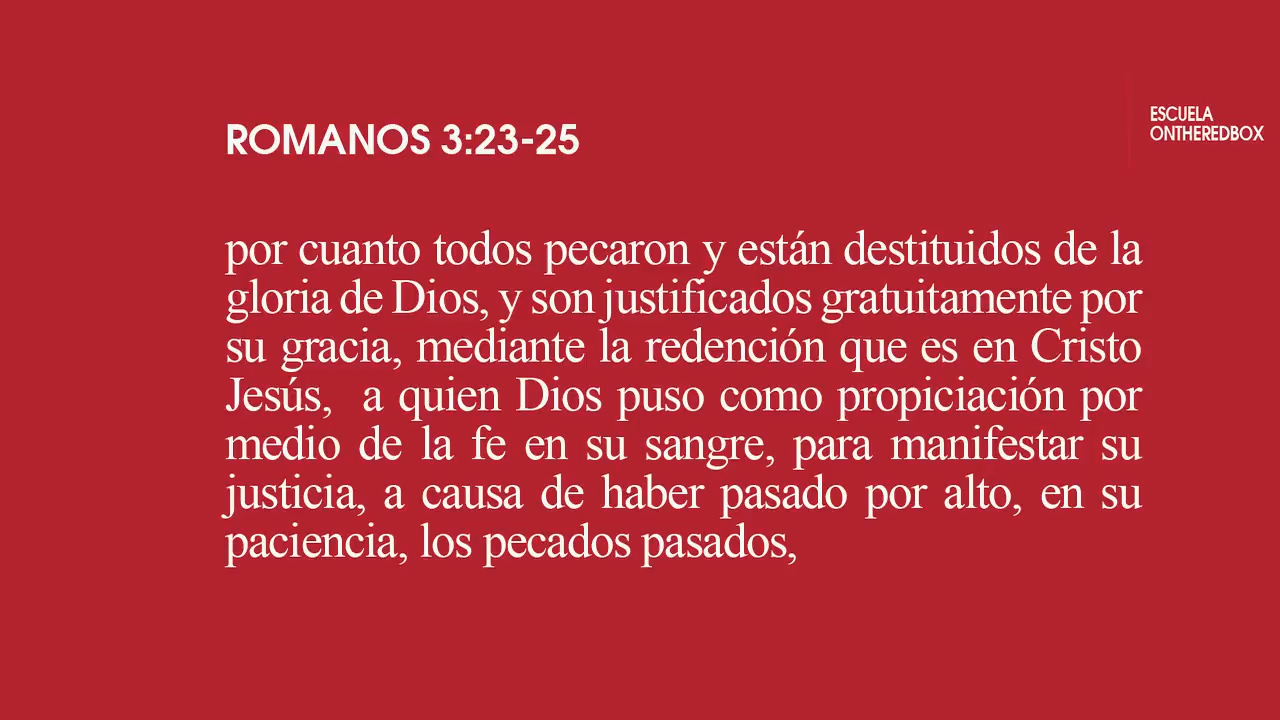 ROMANOS 3:23-25
ESCUELA
ONTHEREDBOX
por cuanto todos pecaron y están destituidos de la
gloria de Dios, y son justificados gratuitamente por
su gracia, mediante la redención que es en Cristo
Jesús,  a quien Dios puso como propiciación por
medio de la fe en su sangre, para manifestar su
justicia, a causa de haber pasado por alto, en su
paciencia, los pecados pasados,